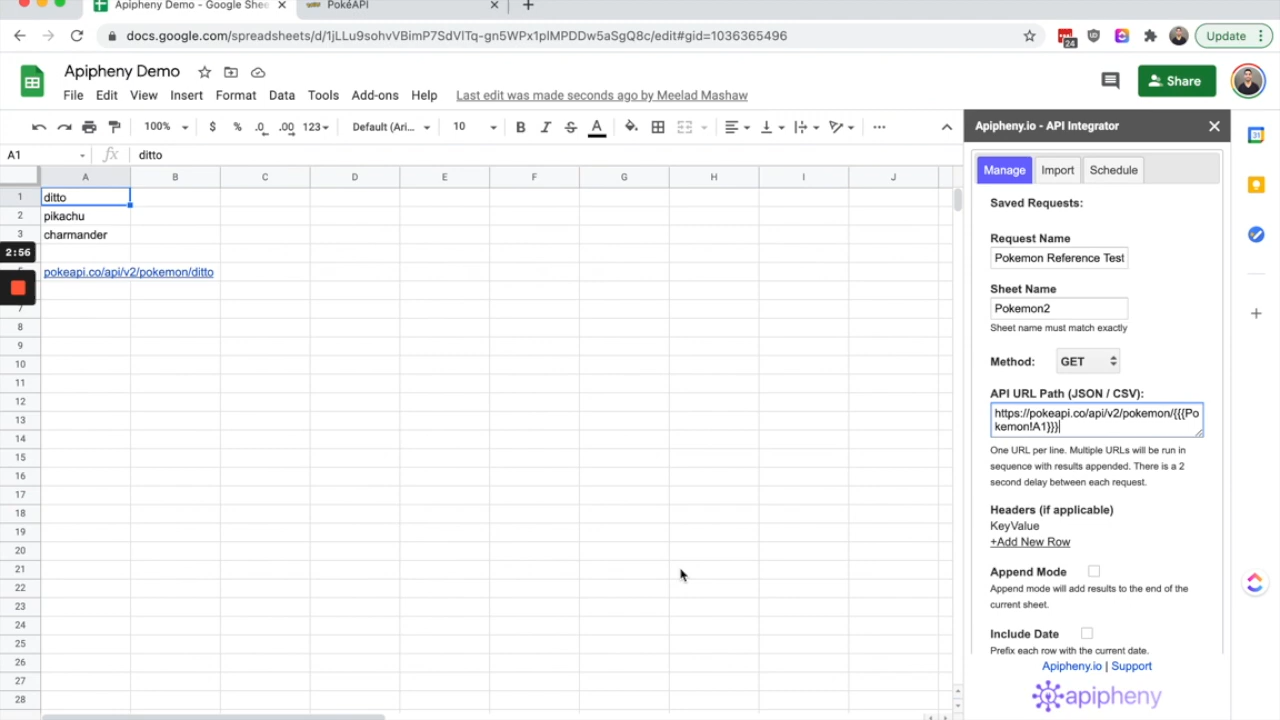 Apipheny Demo - Google Shee
PokéAPI
docs.google.com/spreadsheets/d/1jLLu9sohvVBimP7SdVITq-gn5WPx1plMPDDw5aSgQ8c/edit#gid=1036365496
24
Update
Apipheny Demo
File Edit View Insert Format Data Tools Add-ons Help Last edit was made seconds ago by Meelad Mashaw
Share
100% $ % .0 .00 123 Default (Ari... 10 B I S A
A1 fx ditto
A B C D E F G H I J
1 ditto
2 pikachu
3 charmander
2:56
pokeapi.co/api/v2/pokemon/ditto
7
8
9
10
11
12
13
14
15
16
17
18
19
20
21
22
23
24
25
26
27
28
Apipheny.io - API Integrator
Manage Import Schedule
Saved Requests:
Request Name
Pokemon Reference Test
Sheet Name
Pokemon2
Sheet name must match exactly
Method: GET
API URL Path (JSON / CSV):
https://pokeapi.co/api/v2/pokemon/{{{Po
kemon!A1}}}
One URL per line. Multiple URLs will be run in
sequence with results appended. There is a 2
second delay between each request.
Headers (if applicable)
KeyValue
+Add New Row
Append Mode
Append mode will add results to the end of the
current sheet.
Include Date
Prefix each row with the current date.
Apipheny.io | Support
apipheny
31